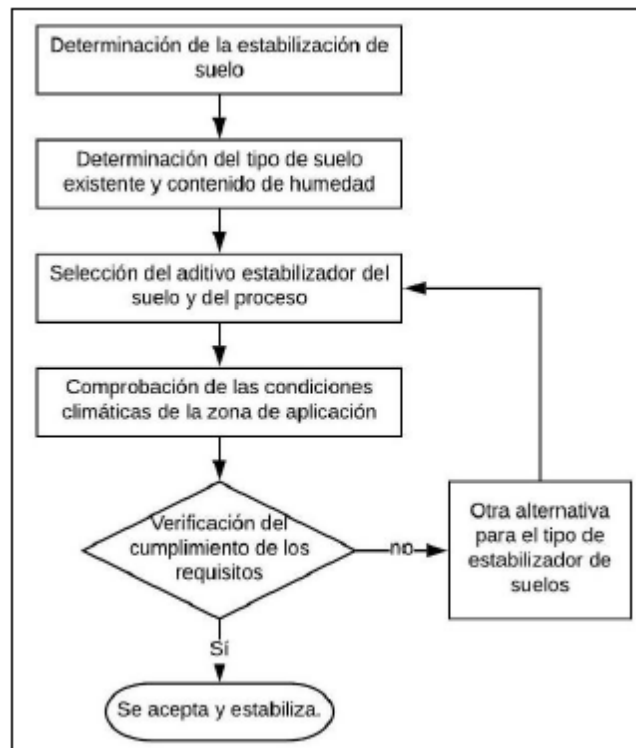 Determinación de la estabilización de
suelo
Determinación del tipo de suelo
existente y contenido de humedad
Selección del aditivo estabilizador del
suelo y del proceso
Comprobación de las condiciones
climáticas de la zona de aplicación
Verificación del
cumplimiento de los
requisitos
no
Otra alternativa
para el tipo de
estabilizador de
suelos
Sí
Se acepta y estabiliza.